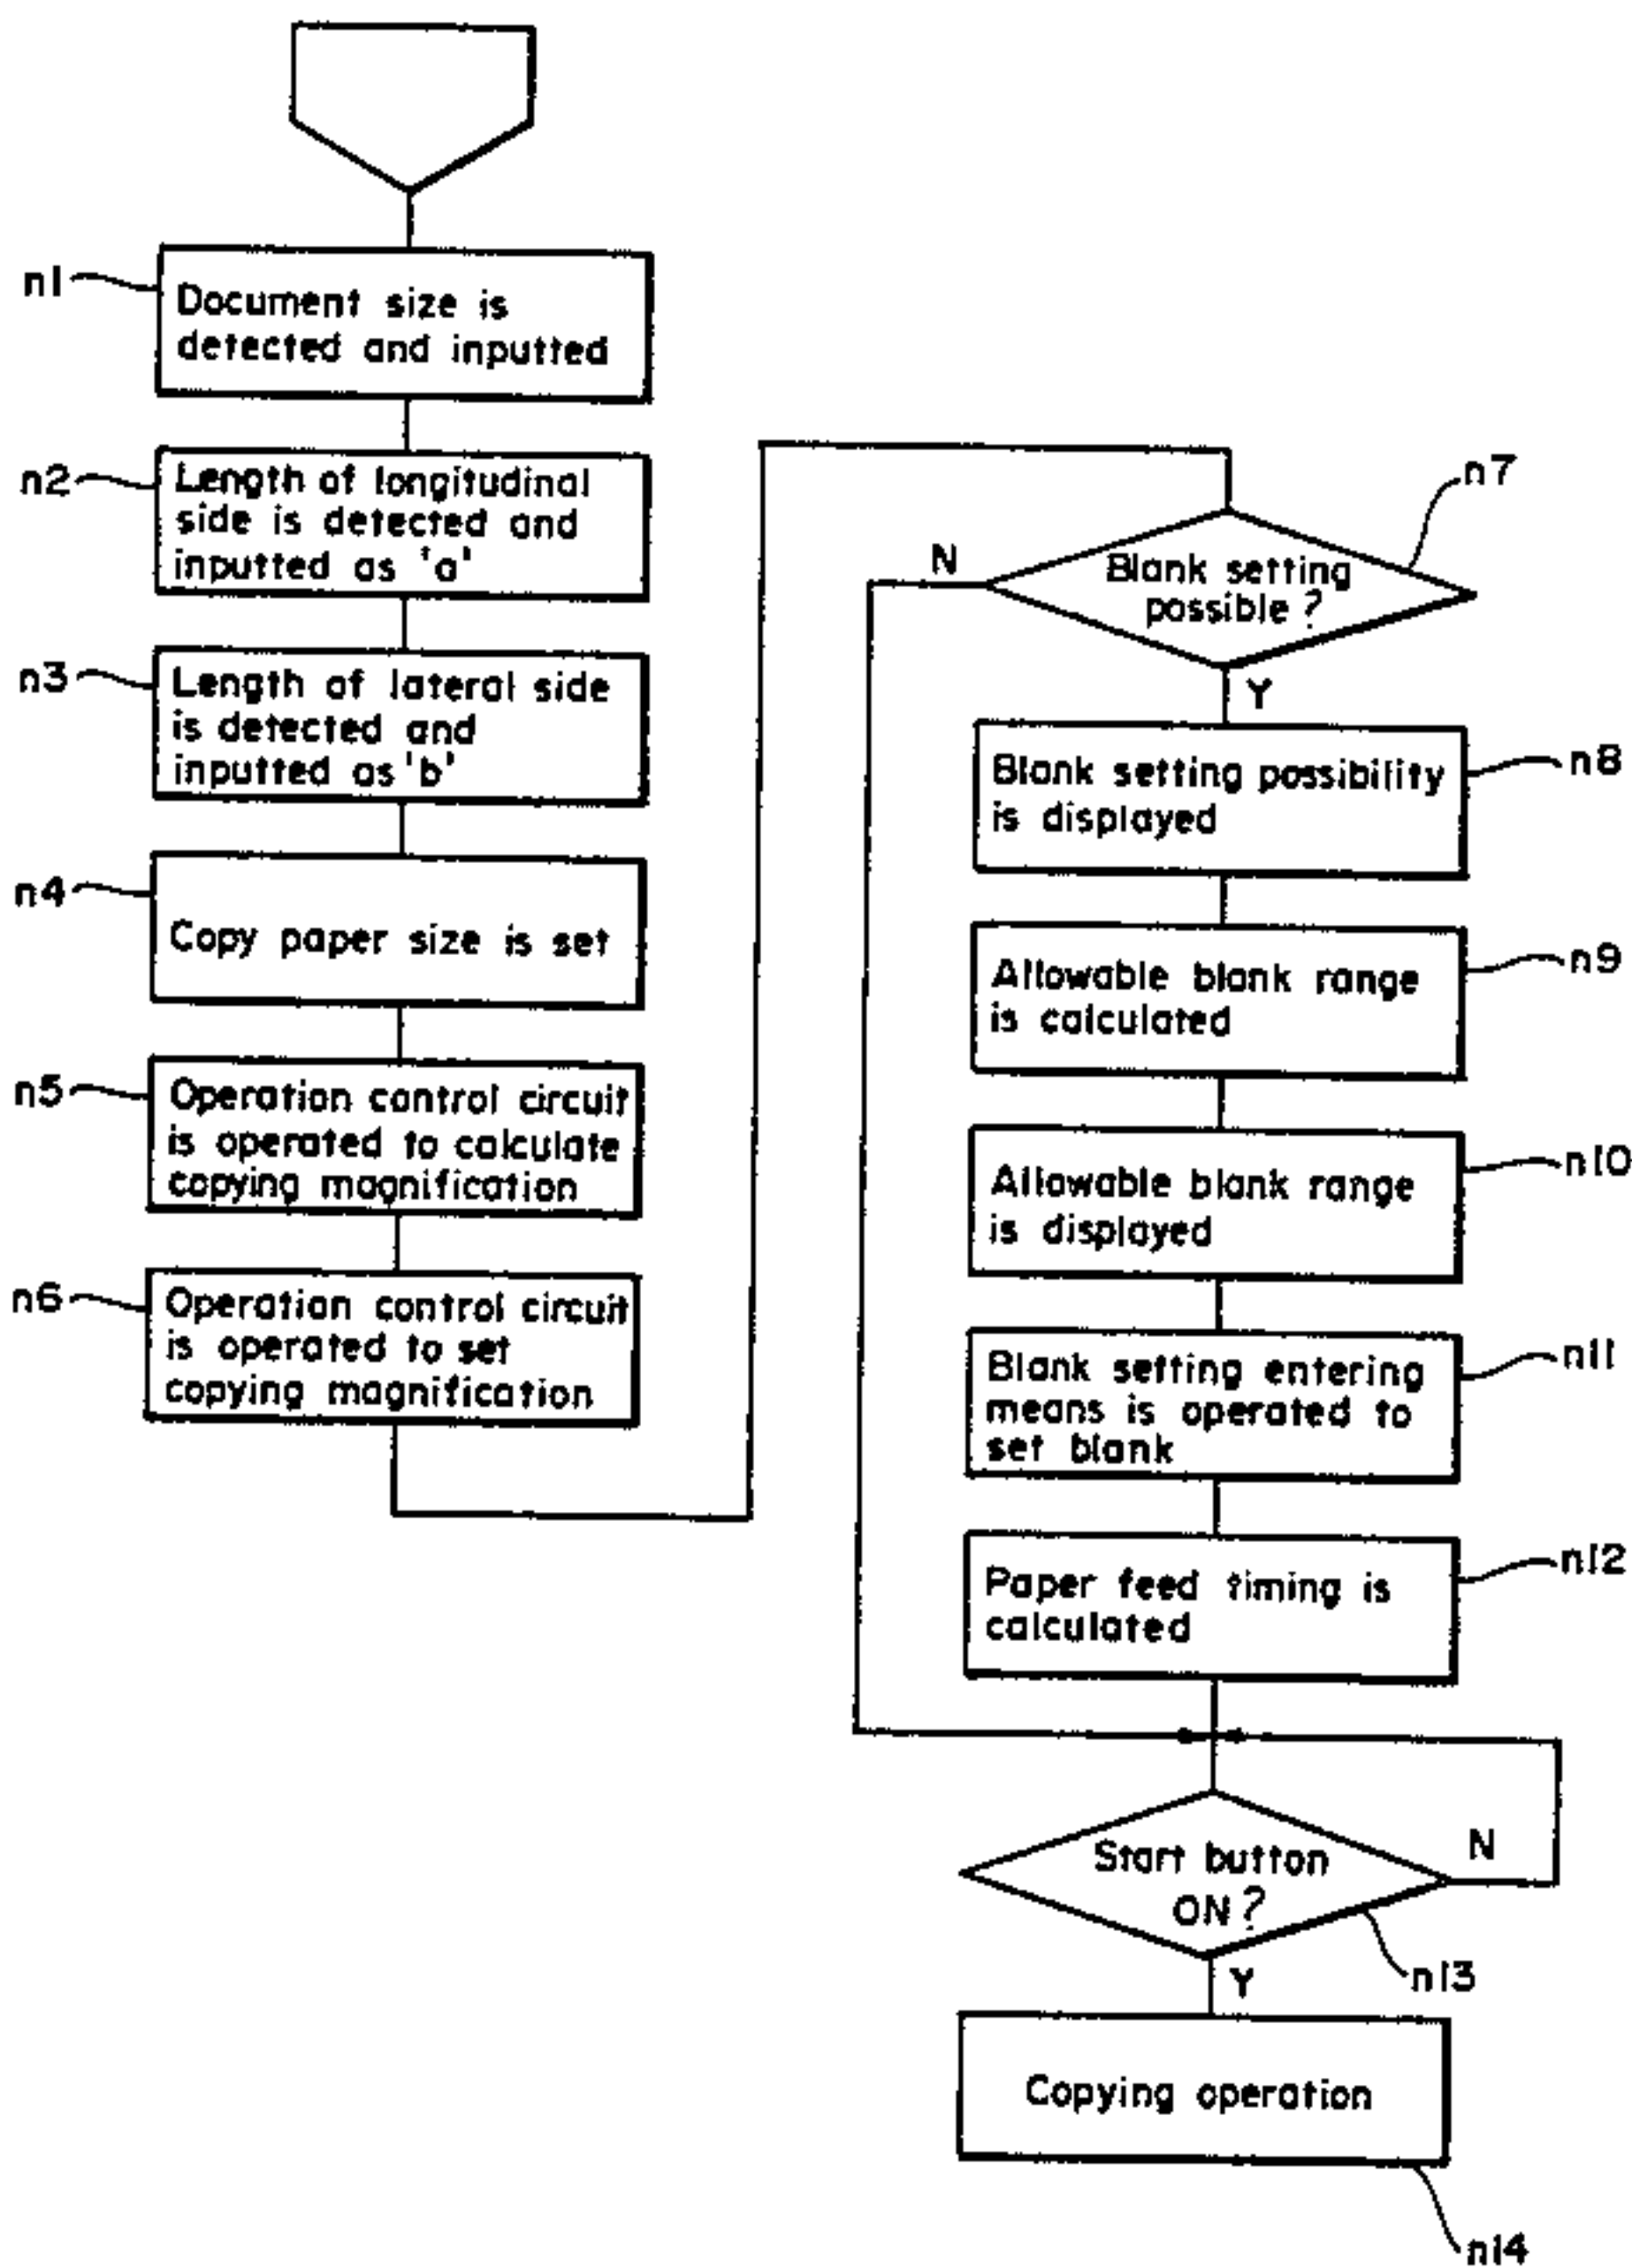 n1
Document size is
detected and inputted
n2
Length of longitudinal
side is detected and
inputted as 'a'
n3
Length of lateral side
is detected and
inputted as 'b'
n4
Copy paper size is set
n5
Operation control circuit
is operated to calculate
copying magnification
n6
Operation control circuit
is operated to set
copying magnification
n7
Blank setting
possible?
N
Y
n8
Blank setting possibility
is displayed
n9
Allowable blank range
is calculated
n10
Allowable blank range
is displayed
n11
Blank setting entering
means is operated to
set blank
n12
Paper feed timing is
calculated
Start button
ON?
N
n13
Y
Copying operation
n14